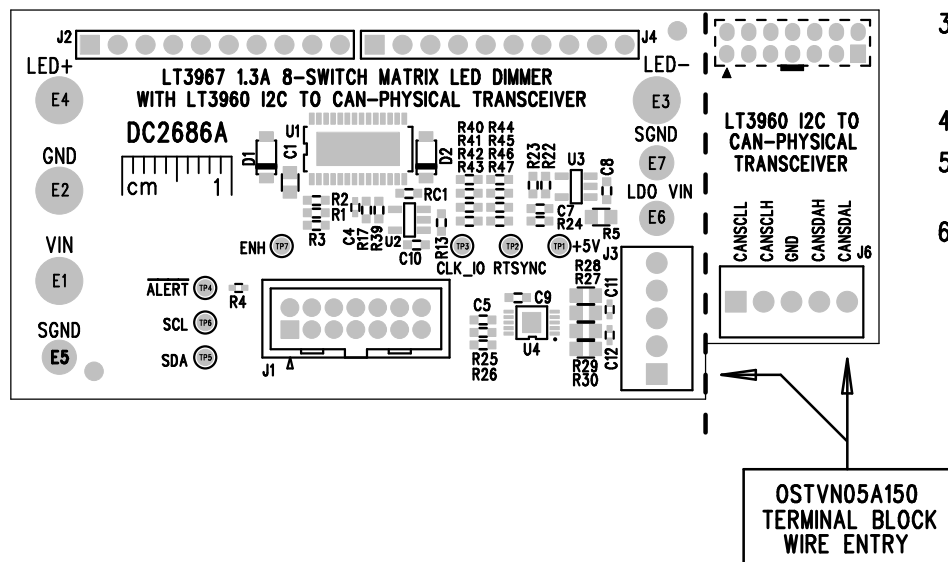 J2
J4
3
LED+
LED-
LT3967 1.3A 8-SWITCH MATRIX LED DIMMER
WITH LT3960 I2C TO CAN-PHYSICAL TRANSCEIVER
E4
E3
DC2686A
U1
R40 R44
R41 R45
R42 R46
R43 R47
SGND
LT3960 I2C TO
CAN-PHYSICAL
TRANSCEIVER
4
5
6
GND
D1
C1
D2
R23
R22
U3
C8
E7
E2
cm 1
RC1
LDO VIN
R2
R1
R3
C4
R17
R39
U2
C10
R13
C7
R24
R5
E6
VIN
ENH
TP7
TP3
CLK_IO
TP2
RTSYNC
TP1
+5V
J3
CANSCLL
CANSCLH
GND
CANSDAH
CANSDAL
J6
E1
ALERT
TP4
R4
SCL
TP6
SDA
TP5
SGND
E5
J1
C5
R25
R26
C9
U4
R28
R27
C11
C12
R29
R30
OSTVN05A150
TERMINAL BLOCK
WIRE ENTRY